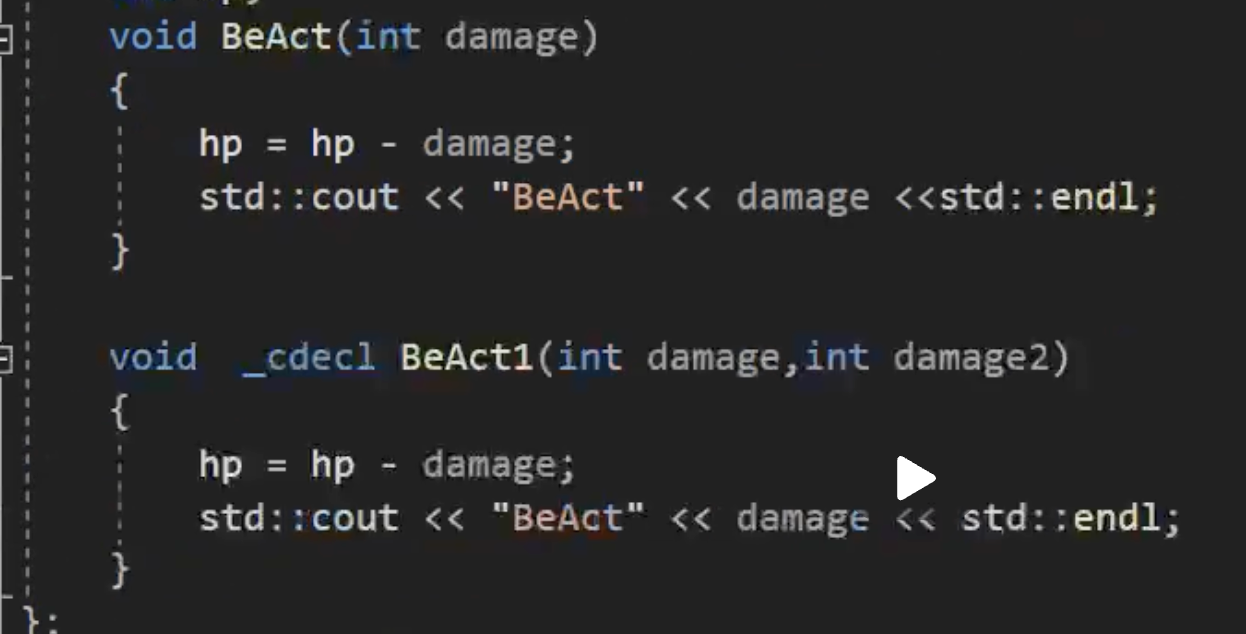 void BeAct(int damage)
{
hp = hp - damage;
std::cout << "BeAct" << damage <<std::endl;
}
void _cdecl BeAct1(int damage,int damage2)
{
hp = hp - damage;
std::cout << "BeAct" << damage << std::endl;
}
};